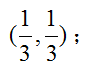 (1/3, 1/3) ；